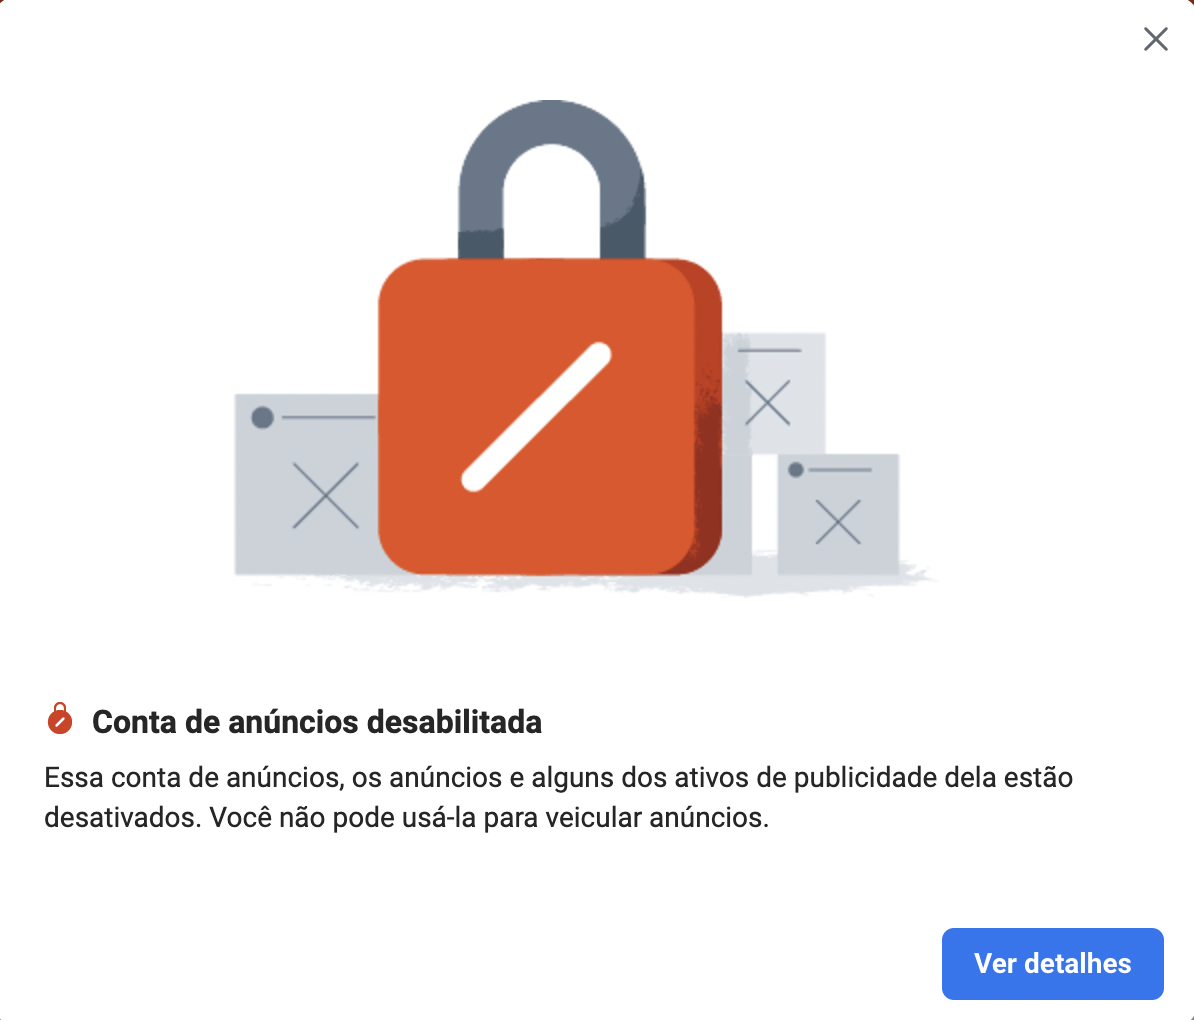 Conta de anúncios desabilitada
Essa conta de anúncios, os anúncios e alguns dos ativos de publicidade dela estão
desativados. Você não pode usá-la para veicular anúncios.
Ver detalhes